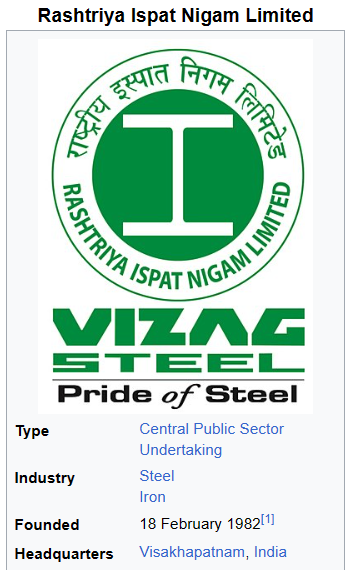 Rashtriya Ispat Nigam Limited
राष्ट्रीय इस्पात निगम लिमिटेड
RASHTRIYA ISPAT NIGAM LIMITED
VIZAG
STEEL
Pride of Steel
Type Central Public Sector
Undertaking
Industry Steel
Iron
Founded 18 February 1982[1]
Headquarters Visakhapatnam, India